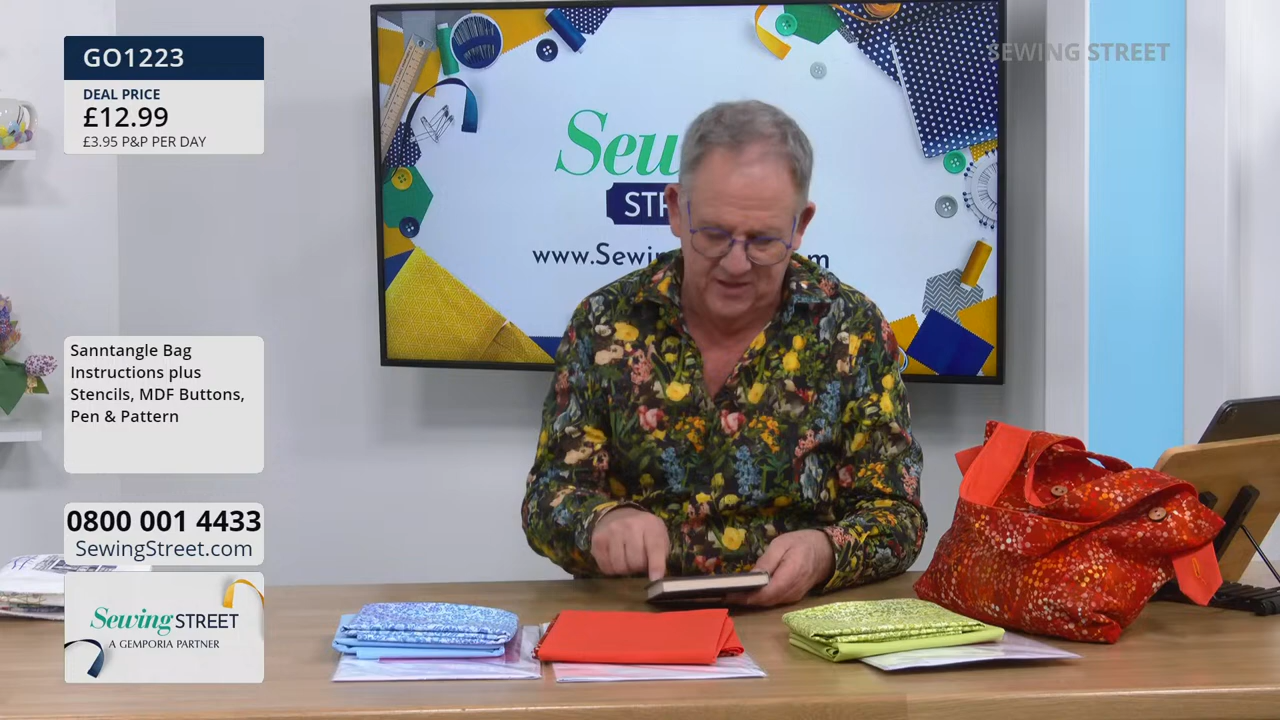 GO1223
DEAL PRICE
£12.99
£3.95 P&P PER DAY
SEWING STREET
Sew
STR
www.Sewin
m
Sanntangle Bag
Instructions plus
Stencils, MDF Buttons,
Pen & Pattern
0800 001 4433
SewingStreet.com
Sewing STREET
A GEMPORIA PARTNER